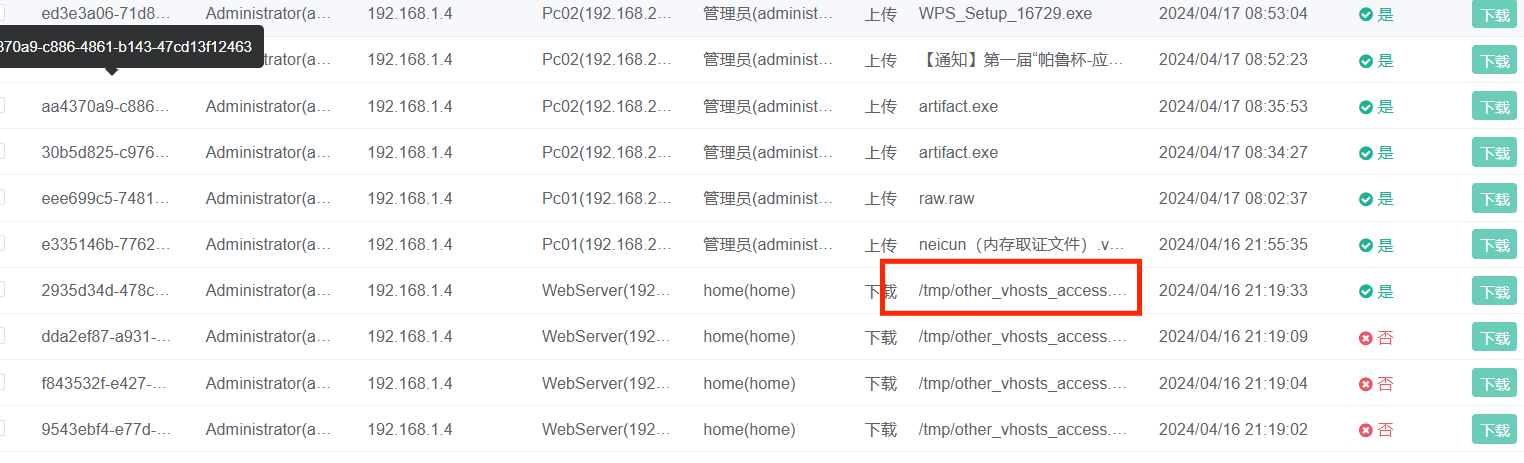 ed3e3a06-71d8... Administrator(a... 192.168.1.4 Pc02(192.168.2... 管理员(administ... 上传 WPS_Setup_16729.exe 2024/04/17 08:53:04 是 下载
370a9-c886-4861-b143-47cd13f12463
trator(a... 192.168.1.4 Pc02(192.168.2... 管理员(administ... 上传 【通知】第一届“帕鲁杯-应... 2024/04/17 08:52:23 是 下载
aa4370a9-c886... Administrator(a... 192.168.1.4 Pc02(192.168.2... 管理员(administ... 上传 artifact.exe 2024/04/17 08:35:53 是 下载
30b5d825-c976... Administrator(a... 192.168.1.4 Pc02(192.168.2... 管理员(administ... 上传 artifact.exe 2024/04/17 08:34:27 是 下载
eee699c5-7481... Administrator(a... 192.168.1.4 Pc01(192.168.2... 管理员(administ... 上传 raw.raw 2024/04/17 08:02:37 是 下载
e335146b-7762... Administrator(a... 192.168.1.4 Pc01(192.168.2... 管理员(administ... 上传 neicun（内存取证文件）.v... 2024/04/16 21:55:35 是 下载
2935d34d-478c... Administrator(a... 192.168.1.4 WebServer(192... home(home) 下载 /tmp/other_vhosts_access.... 2024/04/16 21:19:33 是 下载
dda2ef87-a931-... Administrator(a... 192.168.1.4 WebServer(192... home(home) 下载 /tmp/other_vhosts_access.... 2024/04/16 21:19:09 否 下载
f843532f-e427-... Administrator(a... 192.168.1.4 WebServer(192... home(home) 下载 /tmp/other_vhosts_access.... 2024/04/16 21:19:04 否 下载
9543ebf4-e77d-... Administrator(a... 192.168.1.4 WebServer(192... home(home) 下载 /tmp/other_vhosts_access.... 2024/04/16 21:19:02 否 下载